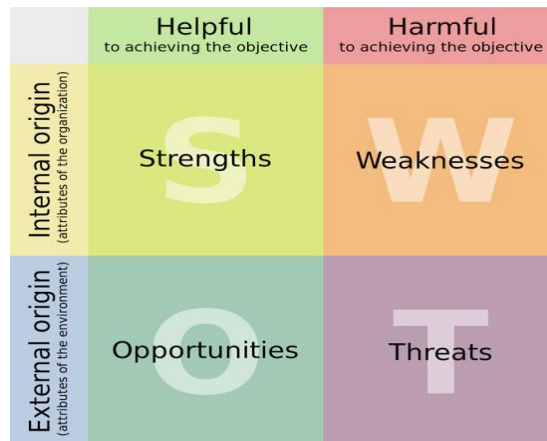 Helpful
to achieving the objective
Harmful
to achieving the objective
Internal origin
(attributes of the organization)
S
Strengths
W
Weaknesses
External origin
(attributes of the environment)
O
Opportunities
T
Threats